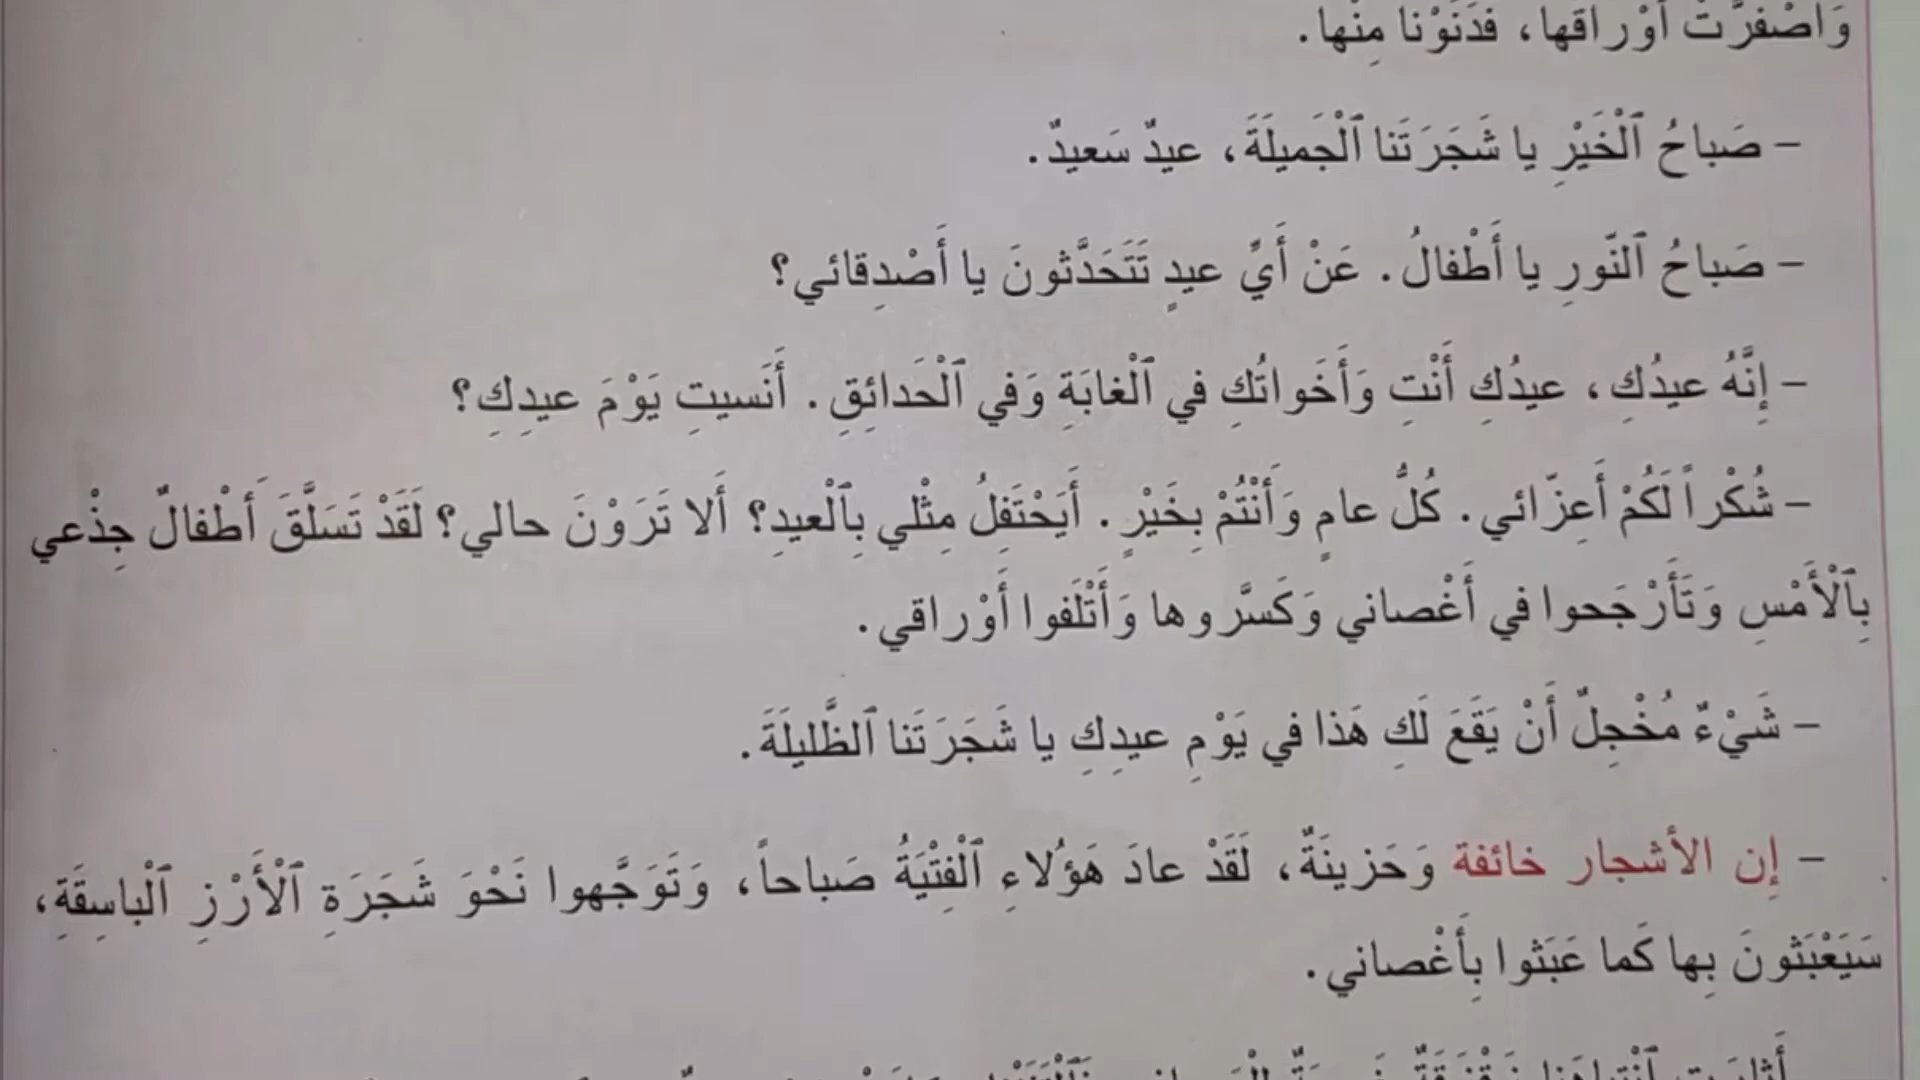 وَاصْفَرَّتْ أَوْراقُها، فَدَنَوْنا مِنْها.
- صَباحُ ٱلْخَيْرِ يا شَجَرَتَنا ٱلْجَميلَةَ، عيدٌ سَعيدٌ.
- صَباحُ ٱلنّورِ يا أَطْفالُ. عَنْ أَيِّ عيدٍ تَتَحَدَّثونَ يا أَصْدِقائي؟
- إِنَّهُ عيدُكِ، عيدُكِ أَنْتِ وَأَخَواتُكِ في ٱلْغابَةِ وَفي ٱلْحَدائِقِ. أَنَسيتِ يَوْمَ عيدِكِ؟
- شُكْراً لَكُمْ أَعِزّائي. كُلُّ عامٍ وَأَنْتُمْ بِخَيْرٍ. أَيَحْتَفِلُ مِثْلي بِٱلْعيدِ؟ أَلا تَرَوْنَ حالي؟ لَقَدْ تَسَلَّقَ أَطْفالٌ جِذْعي
بِٱلْأَمْسِ وَتَأَرْجَحوا في أَغْصاني وَكَسَّروها وَأَتْلَفوا أَوْراقي.
- شَيْءٌ مُخْجِلٌ أَنْ يَقَعَ لَكِ هَذا في يَوْمِ عيدِكِ يا شَجَرَتَنا ٱلظَّليلَةَ.
- إِن الأشجار خائفة وَحَزينَةٌ، لَقَدْ عادَ هَؤُلاءِ ٱلْفِتْيَةُ صَباحاً، وَتَوَجَّهوا نَحْوَ شَجَرَةِ ٱلْأَرْزِ ٱلْباسِقَةِ،
سَيَعْبَثونَ بِها كَما عَبَثوا بِأَغْصاني.